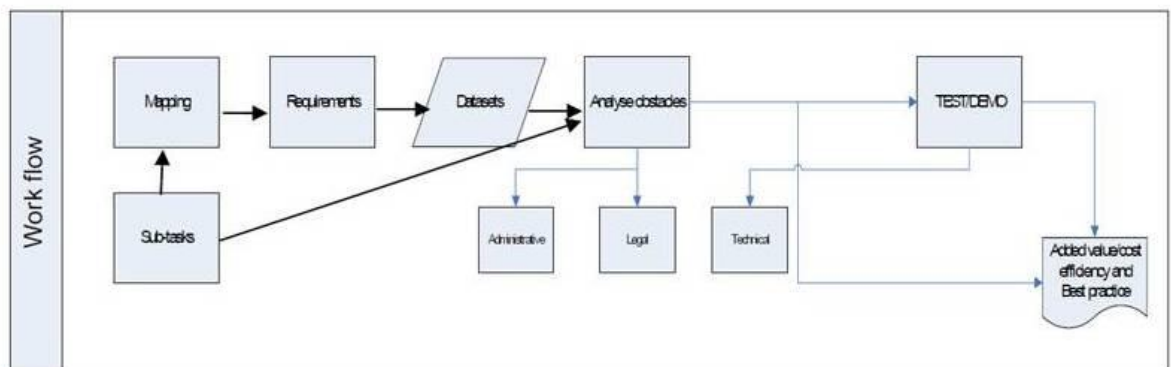 Work flow
Mapping
Requirements
Datasets
Analyse obstacles
TEST/DEMO
Sub-tasks
Administrative
Legal
Technical
Added value/cost
efficiency and
Best practice